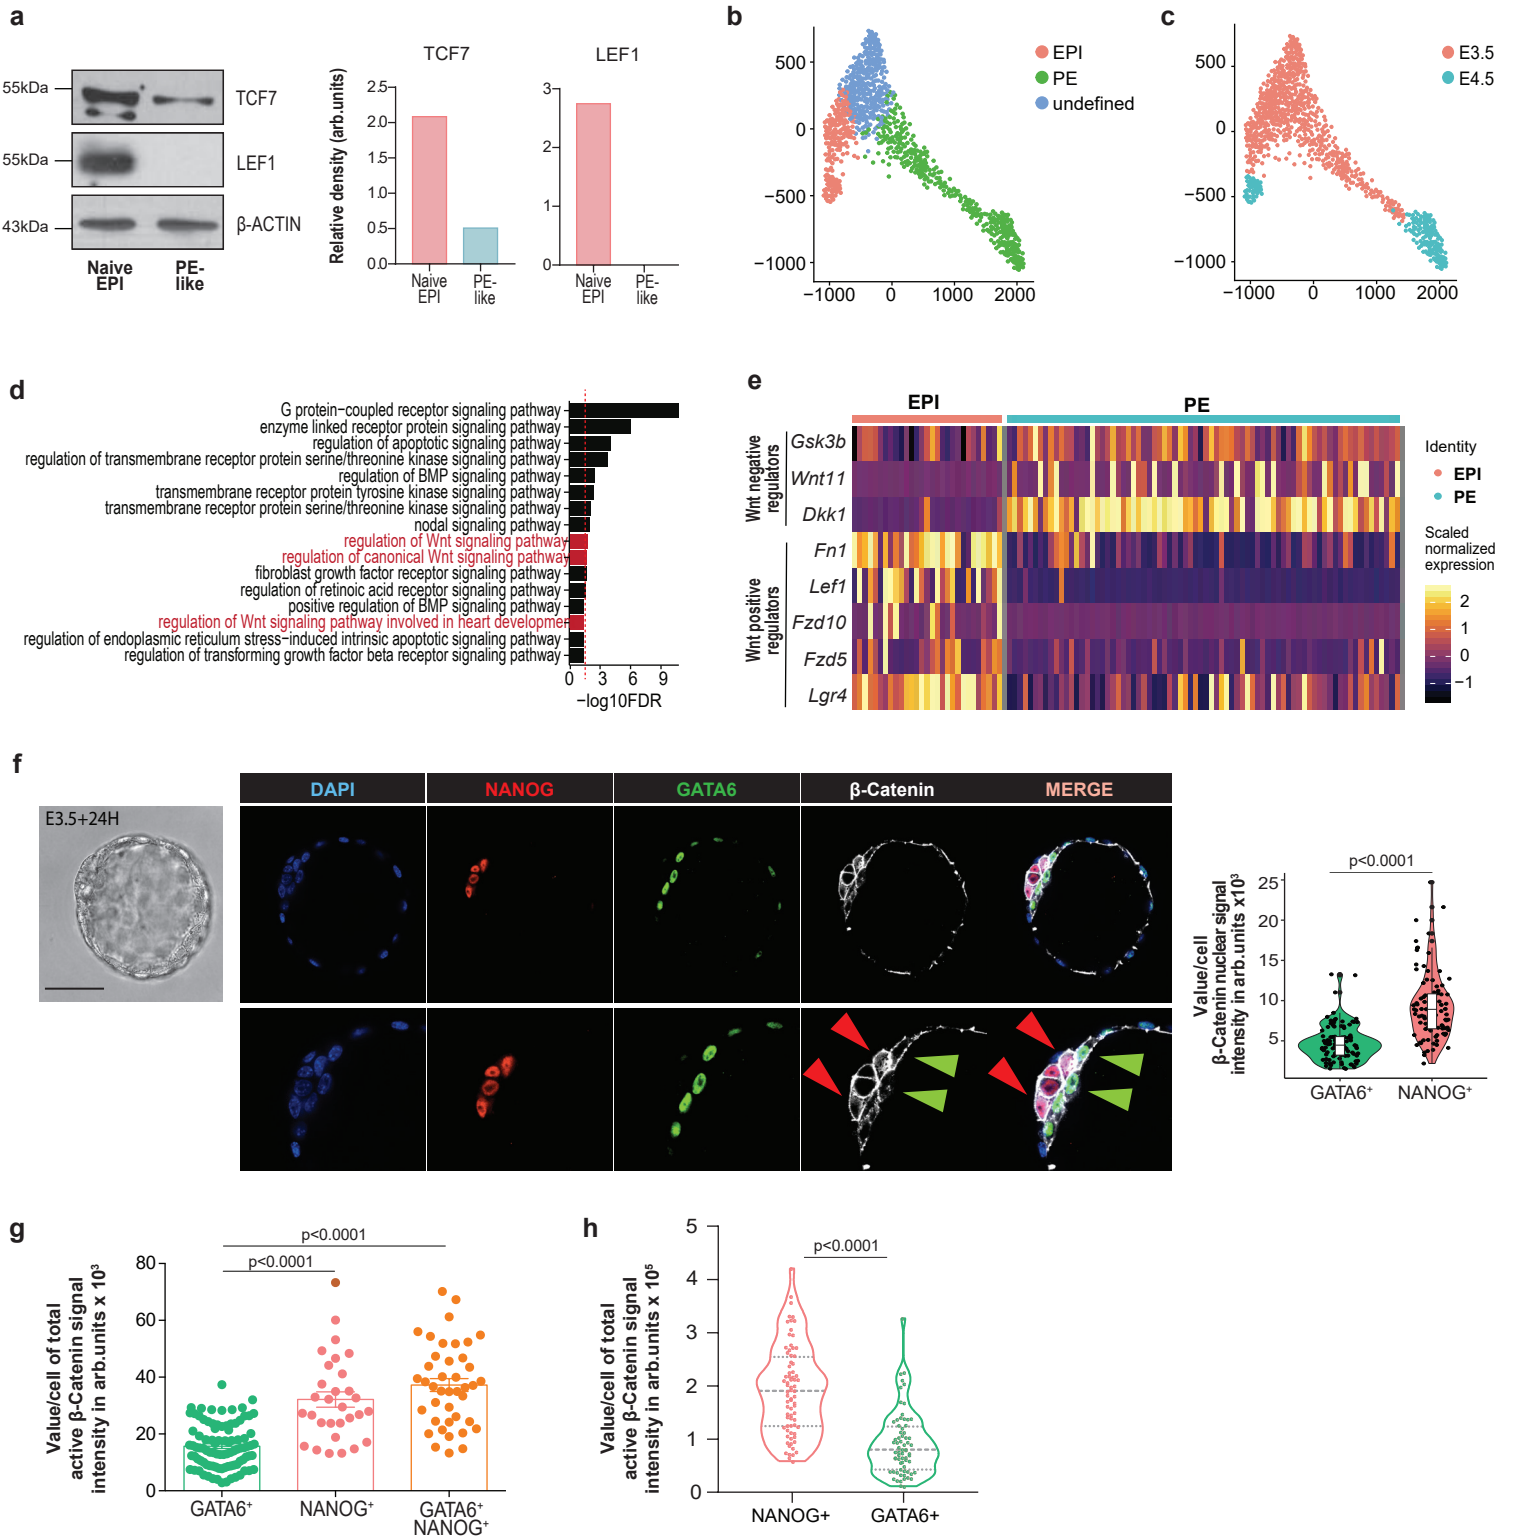 a
55kDa
TCF7
55kDa
LEF1
43kDa
β-ACTIN
Naive
EPI
PE-
like
Relative density (arb.units)
TCF7
2.5
2.0
1.5
1.0
0.5
0.0
Naive
EPI
PE-
like
LEF1
3
2
1
0
Naive
EPI
PE-
like
b
500
0
−500
−1000
−1000
0
1000
2000
EPI
PE
undefined
c
500
0
−500
−1000
−1000
0
1000
2000
E3.5
E4.5
d
G protein−coupled receptor signaling pathway
enzyme linked receptor protein signaling pathway
regulation of apoptotic signaling pathway
regulation of transmembrane receptor protein serine/threonine kinase signaling pathway
regulation of BMP signaling pathway
transmembrane receptor protein tyrosine kinase signaling pathway
transmembrane receptor protein serine/threonine kinase signaling pathway
nodal signaling pathway
regulation of Wnt signaling pathway
regulation of canonical Wnt signaling pathway
fibroblast growth factor receptor signaling pathway
regulation of retinoic acid receptor signaling pathway
positive regulation of BMP signaling pathway
regulation of Wnt signaling pathway involved in heart developmen
regulation of endoplasmic reticulum stress−induced intrinsic apoptotic signaling pathway
regulation of transforming growth factor beta receptor signaling pathway
0
3
6
9
−log10FDR
e
EPI
PE
Wnt negative
regulators
Gsk3b
Wnt11
Dkk1
Wnt positive
regulators
Fn1
Lef1
Fzd10
Fzd5
Lgr4
Identity
EPI
PE
Scaled
normalized
expression
2
1
0
−1
f
E3.5+24H
DAPI
NANOG
GATA6
β-Catenin
MERGE
Value/cell
β-Catenin nuclear signal
intensity in arb.units x10³
p<0.0001
25
20
15
10
5
GATA6⁺
NANOG⁺
g
Value/cell of total
active β-Catenin signal
intensity in arb.units x 10³
p<0.0001
p<0.0001
80
60
40
20
0
GATA6⁺
NANOG⁺
GATA6⁺
NANOG⁺
h
Value/cell of total
active β-Catenin signal
intensity in arb.units x 10⁵
p<0.0001
5
4
3
2
1
0
NANOG+
GATA6+